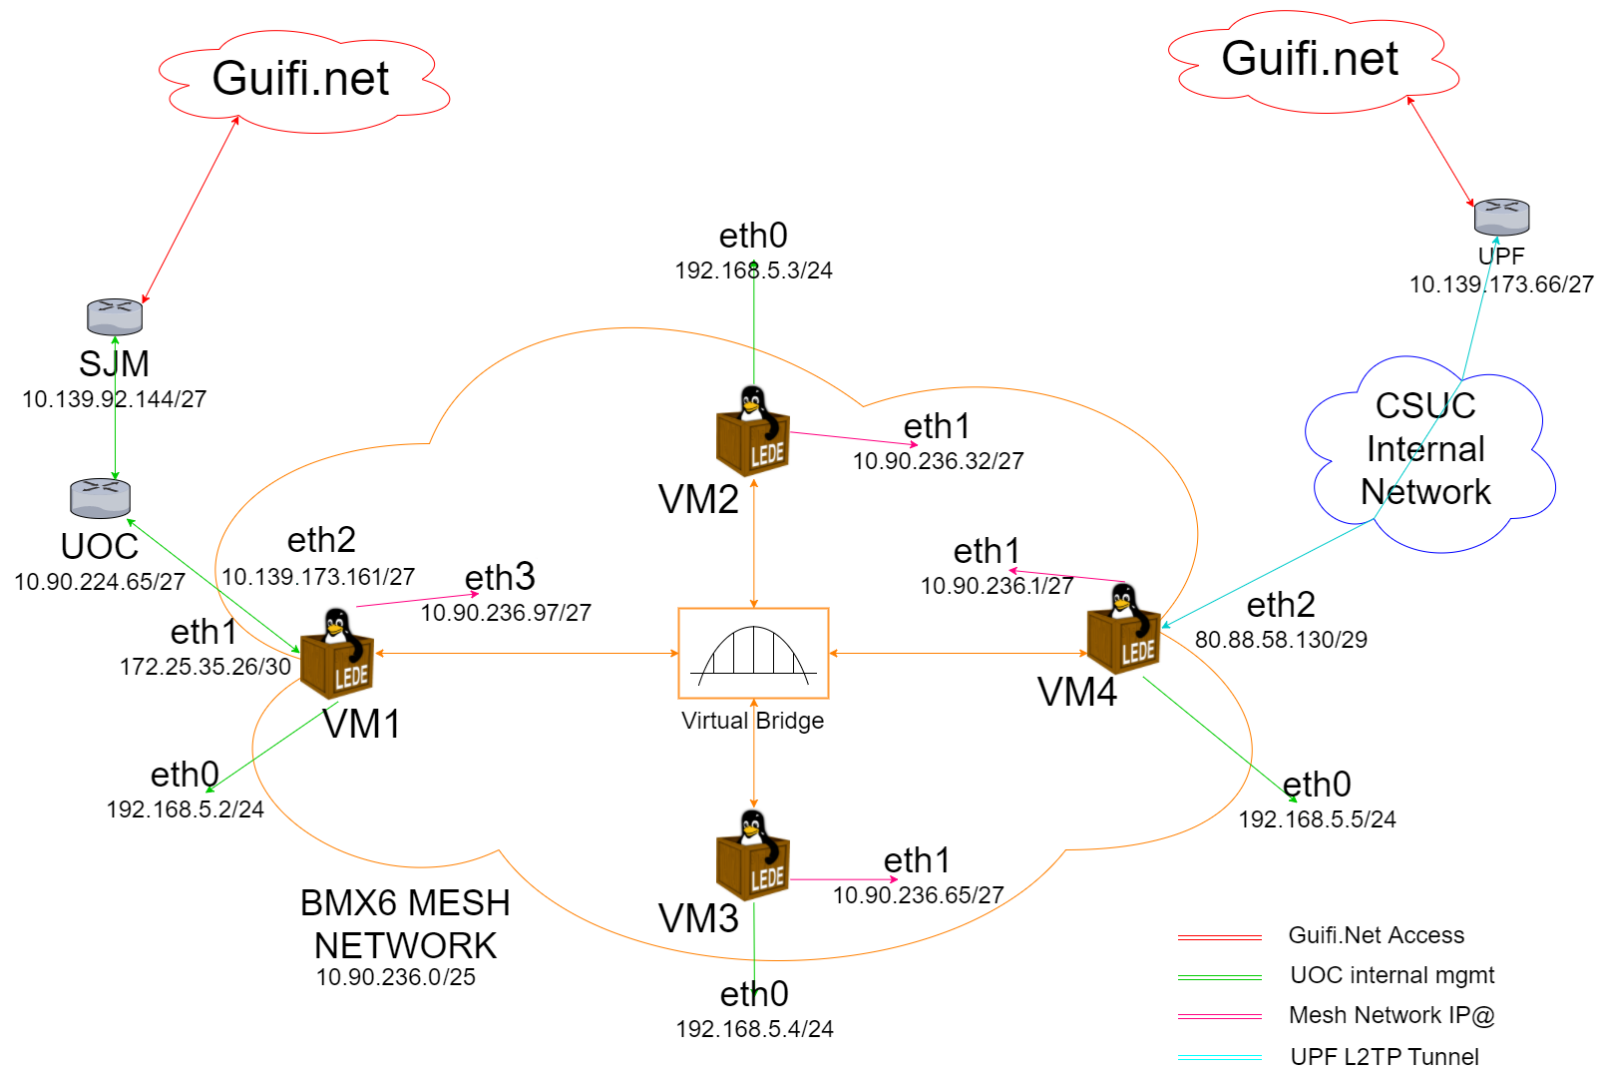 Guifi.net
Guifi.net
eth0
192.168.5.3/24
UPF
10.139.173.66/27
SJM
10.139.92.144/27
CSUC
Internal
Network
LEDE
VM2
eth1
10.90.236.32/27
UOC
10.90.224.65/27
eth2
10.139.173.161/27
eth3
10.90.236.97/27
eth1
10.90.236.1/27
eth2
80.88.58.130/29
eth1
172.25.35.26/30
LEDE
VM1
LEDE
VM4
Virtual Bridge
eth0
192.168.5.2/24
eth0
192.168.5.5/24
LEDE
VM3
eth1
10.90.236.65/27
BMX6 MESH
NETWORK
10.90.236.0/25
eth0
192.168.5.4/24
Guifi.Net Access
UOC internal mgmt
Mesh Network IP@
UPF L2TP Tunnel